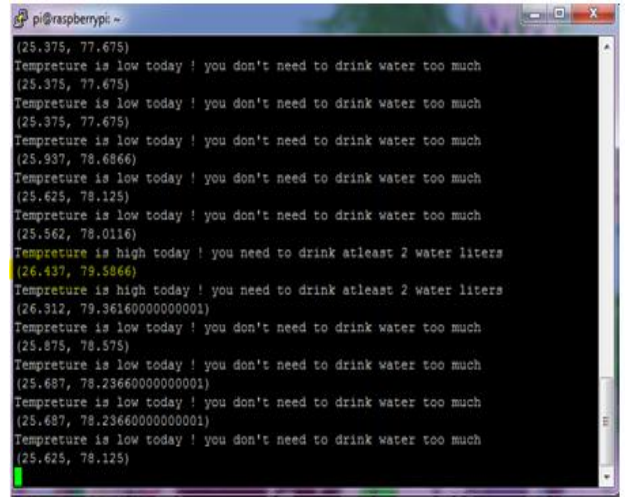 pi@raspberrypi: ~
(25.375, 77.675)
Tempreture is low today ! you don't need to drink water too much
(25.375, 77.675)
Tempreture is low today ! you don't need to drink water too much
(25.375, 77.675)
Tempreture is low today ! you don't need to drink water too much
(25.937, 78.6866)
Tempreture is low today ! you don't need to drink water too much
(25.625, 78.125)
Tempreture is low today ! you don't need to drink water too much
(25.562, 78.0116)
Tempreture is high today ! you need to drink atleast 2 water liters
(26.437, 79.5866)
Tempreture is high today ! you need to drink atleast 2 water liters
(26.312, 79.36160000000001)
Tempreture is low today ! you don't need to drink water too much
(25.875, 78.575)
Tempreture is low today ! you don't need to drink water too much
(25.687, 78.23660000000001)
Tempreture is low today ! you don't need to drink water too much
(25.687, 78.23660000000001)
Tempreture is low today ! you don't need to drink water too much
(25.625, 78.125)